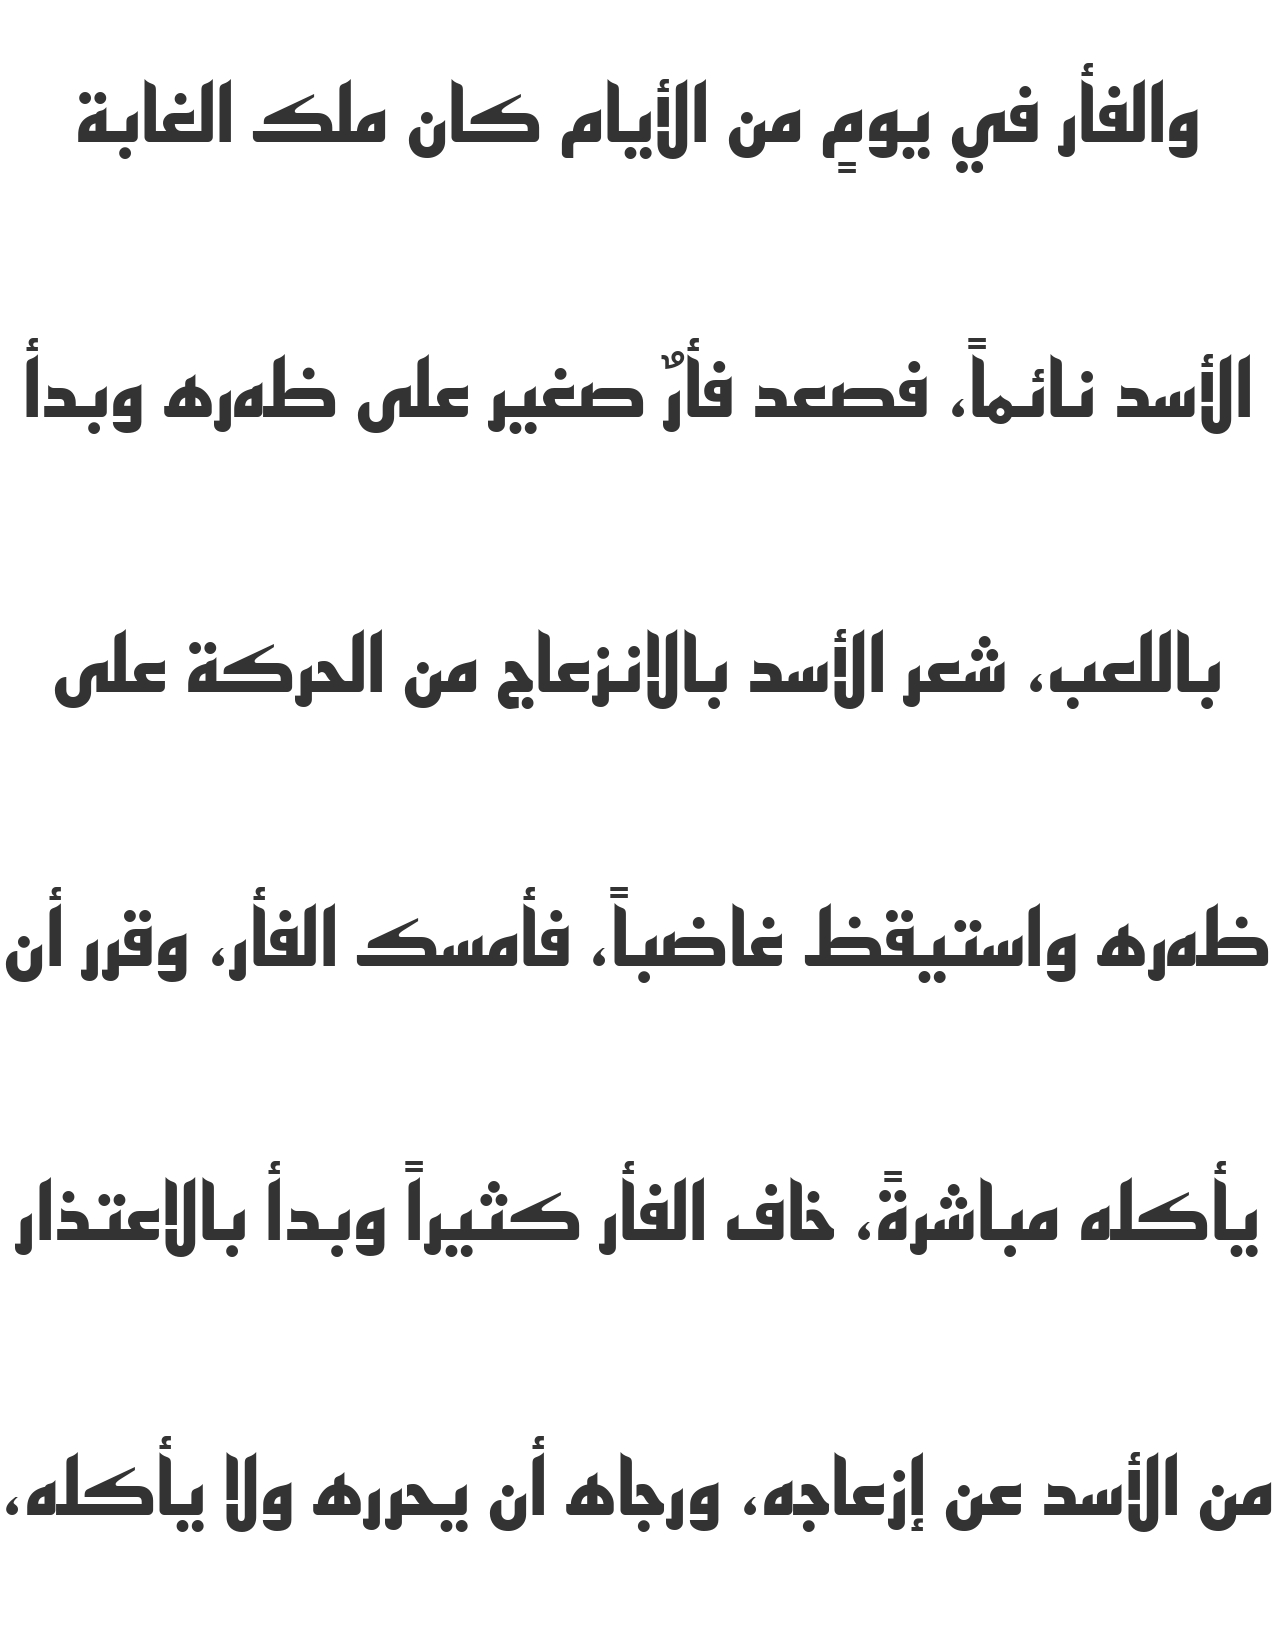 والفأر في يومٍ من الأيام كان ملك الغابة
الأسد نائماً، فصعد فأرٌ صغير على ظهره وبدأ
باللعب، شعر الأسد بالانزعاج من الحركة على
ظهره واستيقظ غاضباً، فأمسك الفأر، وقرر أن
يأكله مباشرةً، خاف الفأر كثيراً وبدأ بالاعتذار
من الأسد عن إزعاجه، ورجاه أن يحرره ولا يأكله،